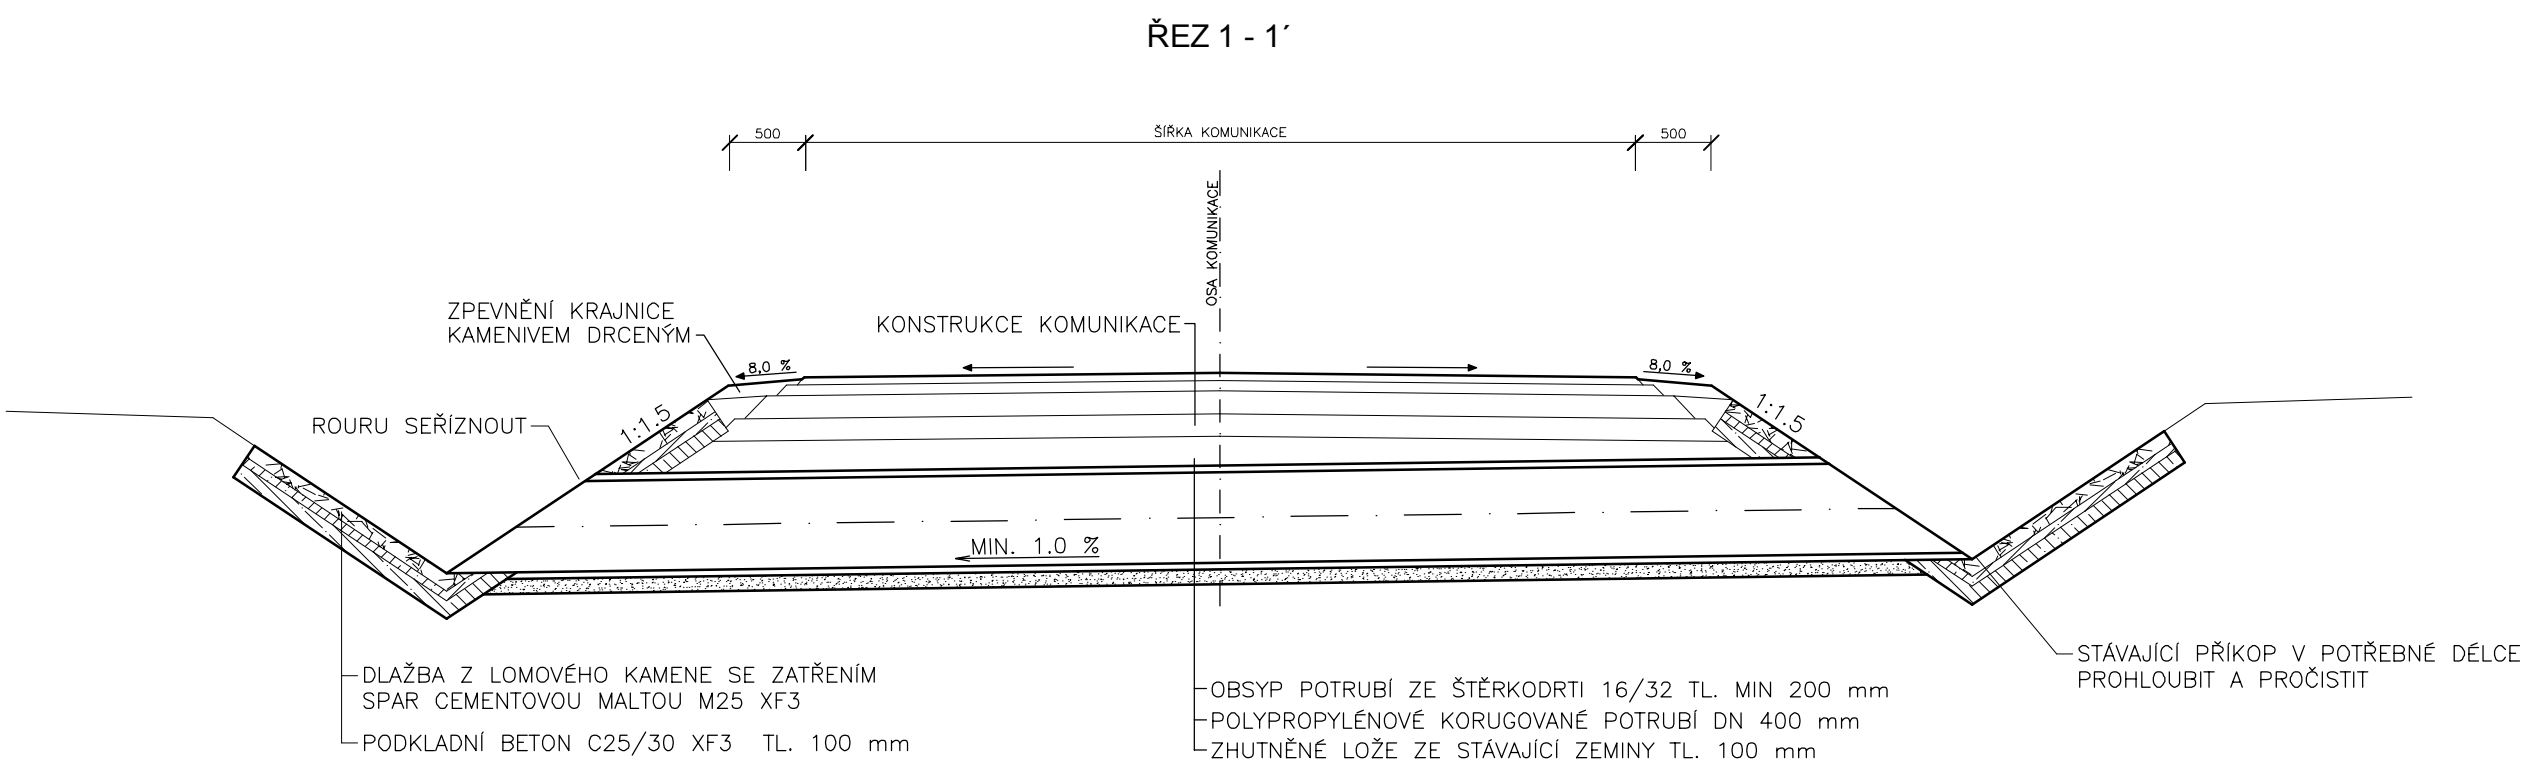 ŘEZ 1 - 1´
500
ŠÍŘKA KOMUNIKACE
500
OSA KOMUNIKACE
ZPEVNĚNÍ KRAJNICE
KAMENIVEM DRCENÝM
KONSTRUKCE KOMUNIKACE
8,0 %
8,0 %
ROURU SEŘÍZNOUT
1:1.5
1:1.5
MIN. 1.0 %
DLAŽBA Z LOMOVÉHO KAMENE SE ZATŘENÍM
SPAR CEMENTOVOU MALTOU M25 XF3
PODKLADNÍ BETON C25/30 XF3 TL. 100 mm
OBSYP POTRUBÍ ZE ŠTĚRKODRTI 16/32 TL. MIN 200 mm
POLYPROPYLÉNOVÉ KORUGOVANÉ POTRUBÍ DN 400 mm
ZHUTNĚNÉ LOŽE ZE STÁVAJÍCÍ ZEMINY TL. 100 mm
STÁVAJÍCÍ PŘÍKOP V POTŘEBNÉ DÉLCE
PROHLOUBIT A PROČISTIT